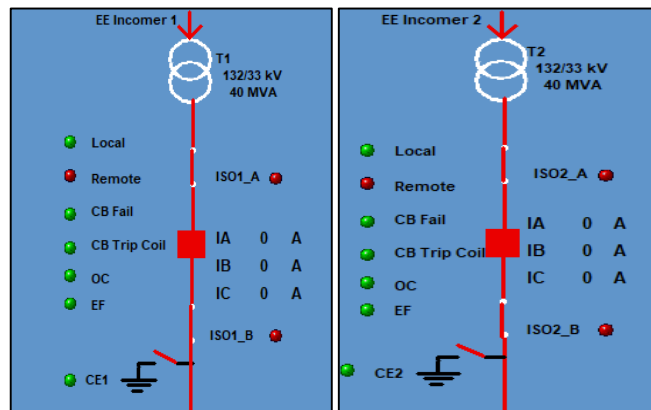 EE Incomer 1
T1
132/33 kV
40 MVA
Local
Remote
ISO1_A
CB Fail
CB Trip Coil
IA 0 A
IB 0 A
IC 0 A
OC
EF
ISO1_B
CE1
EE Incomer 2
T2
132/33 kV
40 MVA
Local
Remote
ISO2_A
CB Fail
CB Trip Coil
IA 0 A
IB 0 A
IC 0 A
OC
EF
ISO2_B
CE2